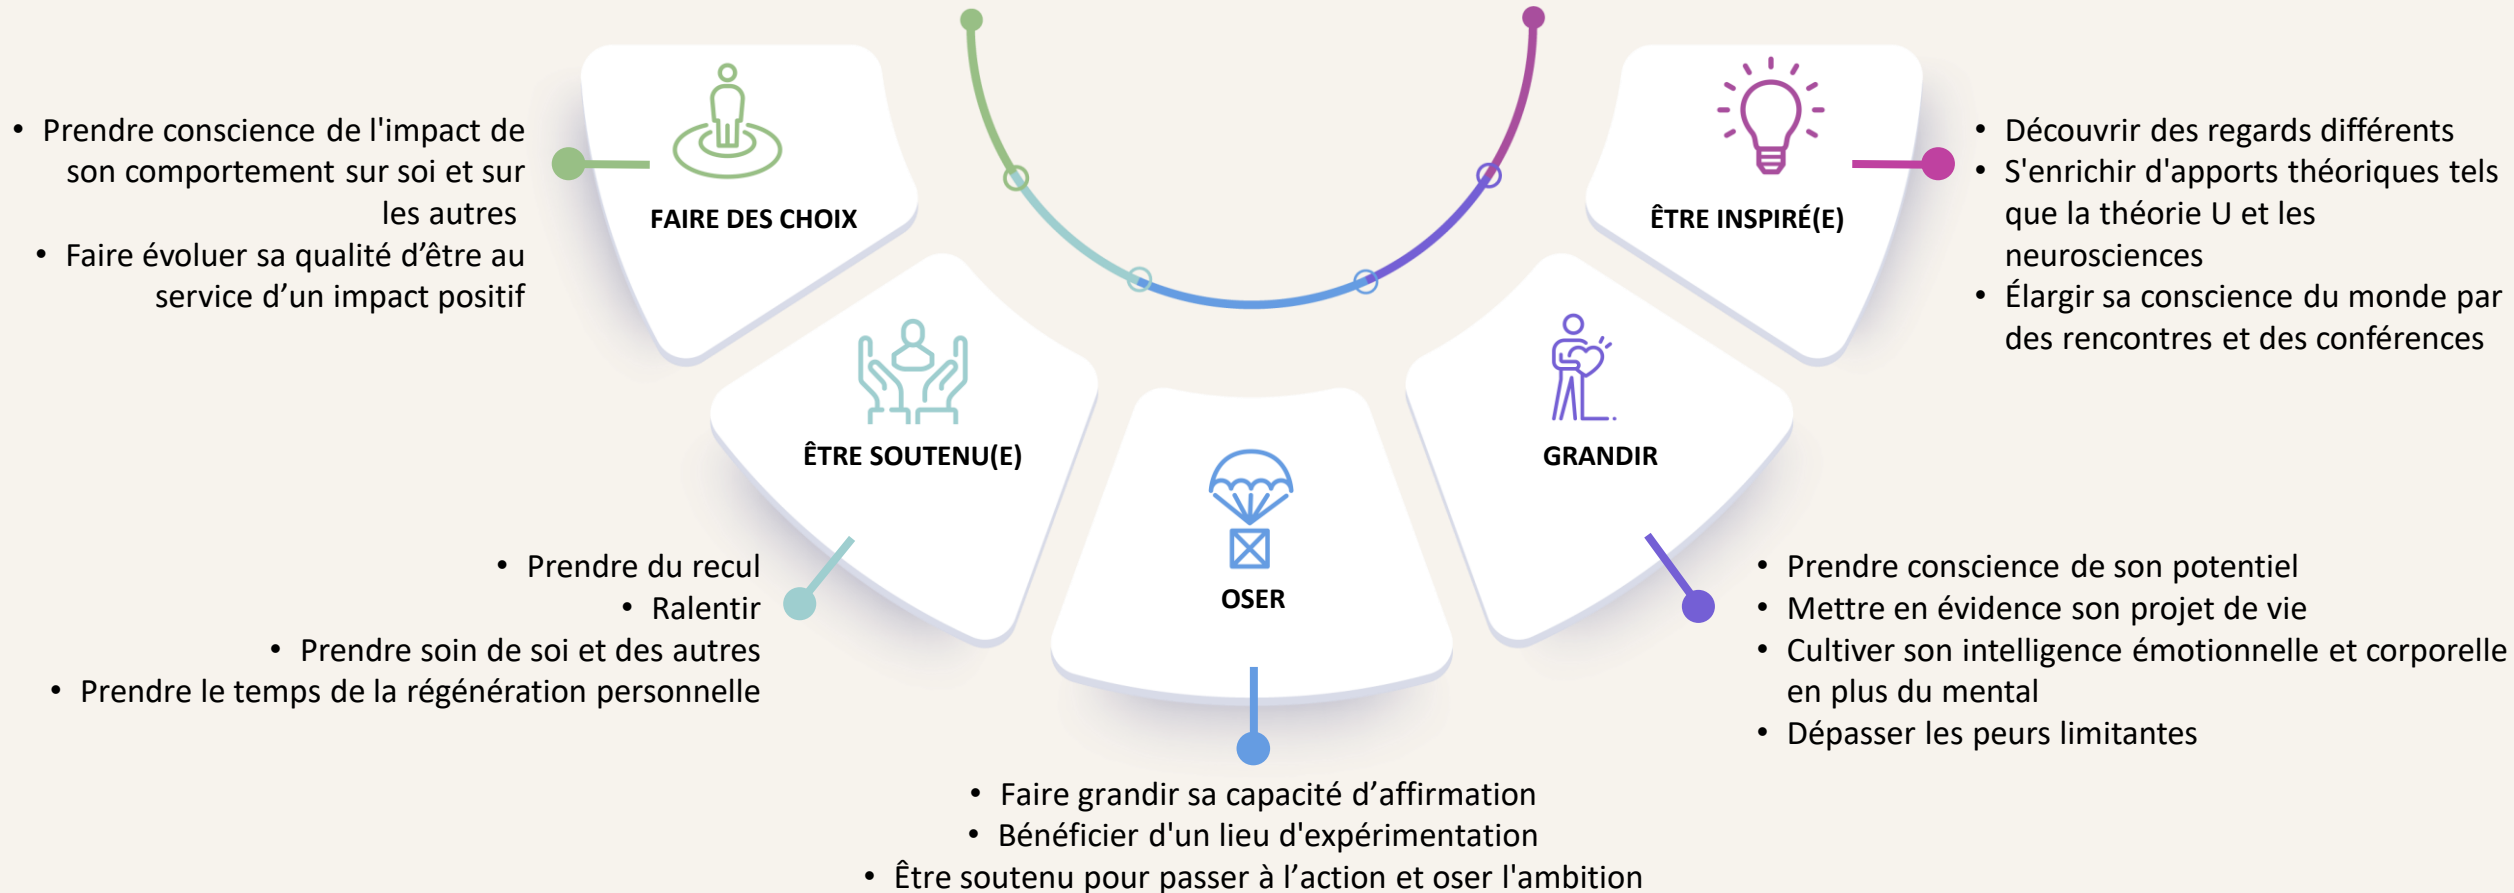 FAIRE DES CHOIX
• Prendre conscience de l'impact de
son comportement sur soi et sur
les autres
• Faire évoluer sa qualité d’être au
service d’un impact positif
ÊTRE SOUTENU(E)
• Prendre du recul
• Ralentir
• Prendre soin de soi et des autres
• Prendre le temps de la régénération personnelle
OSER
• Faire grandir sa capacité d’affirmation
• Bénéficier d'un lieu d'expérimentation
• Être soutenu pour passer à l’action et oser l'ambition
GRANDIR
• Prendre conscience de son potentiel
• Mettre en évidence son projet de vie
• Cultiver son intelligence émotionnelle et corporelle
en plus du mental
• Dépasser les peurs limitantes
ÊTRE INSPIRÉ(E)
• Découvrir des regards différents
• S'enrichir d'apports théoriques tels
que la théorie U et les
neurosciences
• Élargir sa conscience du monde par
des rencontres et des conférences